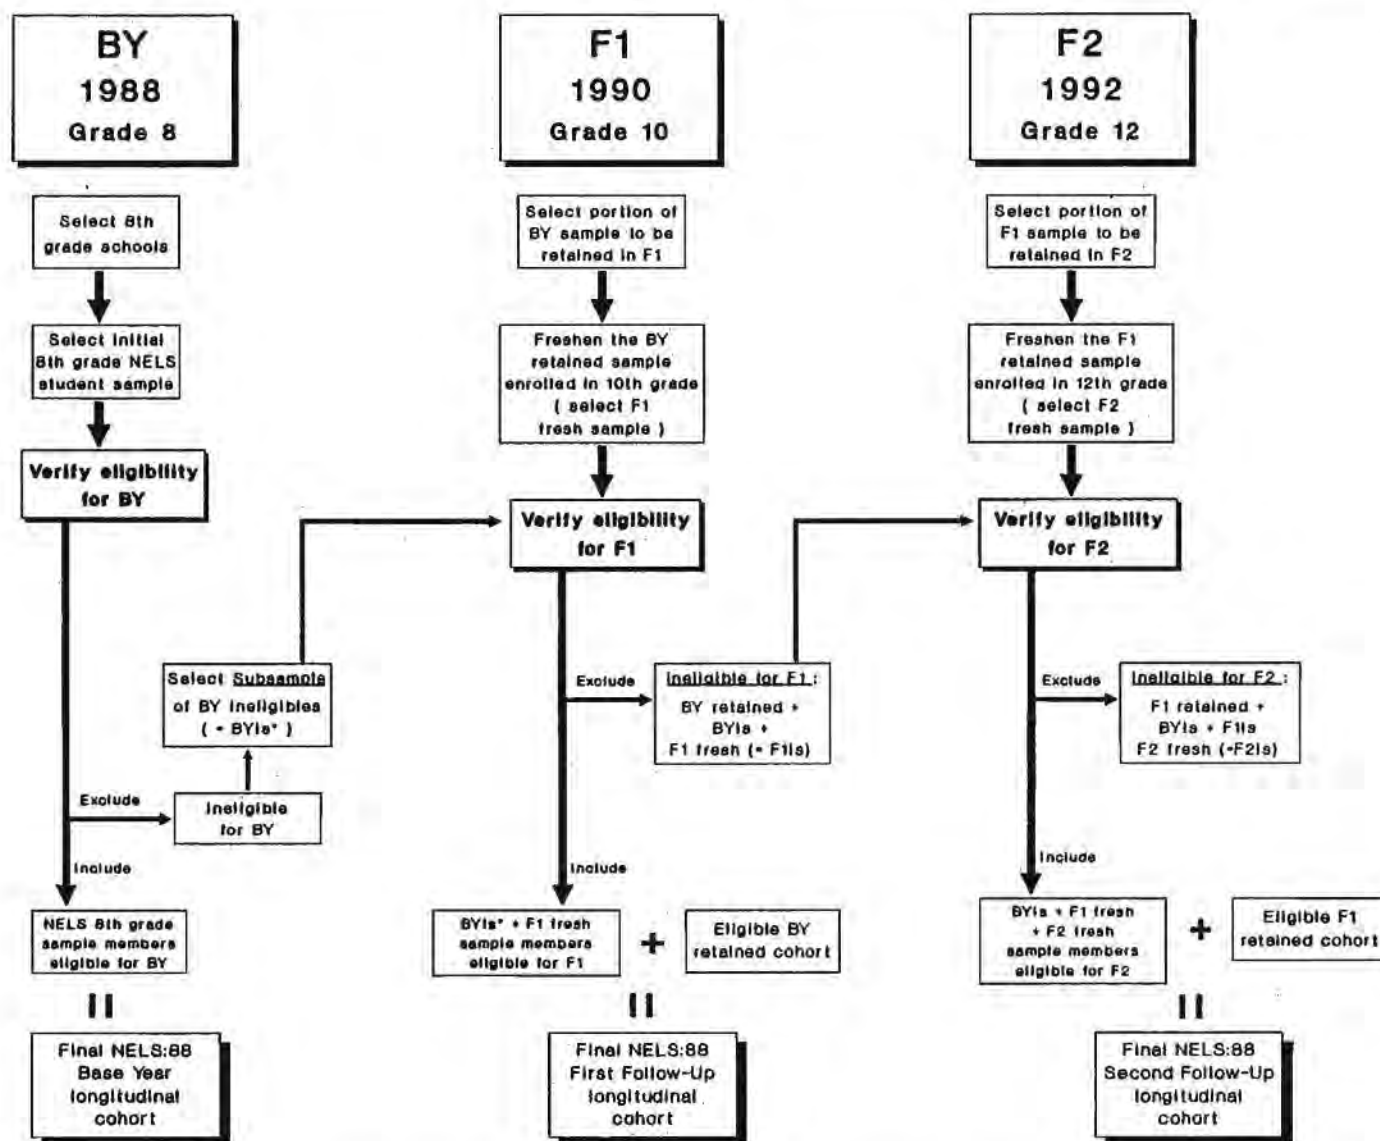 BY
1988
Grade 8
Select 8th
grade schools
Select initial
8th grade NELS
student sample
Verify eligibility
for BY
Select Subsample
of BY ineligibles
( = BYIs* )
Exclude
Ineligible
for BY
Include
NELS 8th grade
sample members
eligible for BY
Final NELS:88
Base Year
longitudinal
cohort
F1
1990
Grade 10
Select portion of
BY sample to be
retained in F1
Freshen the BY
retained sample
enrolled in 10th grade
( select F1
fresh sample )
Verify eligibility
for F1
Exclude
Ineligible for F1 :
BY retained +
BYIs +
F1 fresh (= F1Is)
Include
BYIs* + F1 fresh
sample members
eligible for F1
+
Eligible BY
retained cohort
Final NELS:88
First Follow-Up
longitudinal
cohort
F2
1992
Grade 12
Select portion of
F1 sample to be
retained in F2
Freshen the F1
retained sample
enrolled in 12th grade
( select F2
fresh sample )
Verify eligibility
for F2
Exclude
Ineligible for F2 :
F1 retained +
BYIs + F1Is
F2 fresh (=F2Is)
Include
BYIs + F1 fresh
+ F2 fresh
sample members
eligible for F2
+
Eligible F1
retained cohort
Final NELS:88
Second Follow-Up
longitudinal
cohort